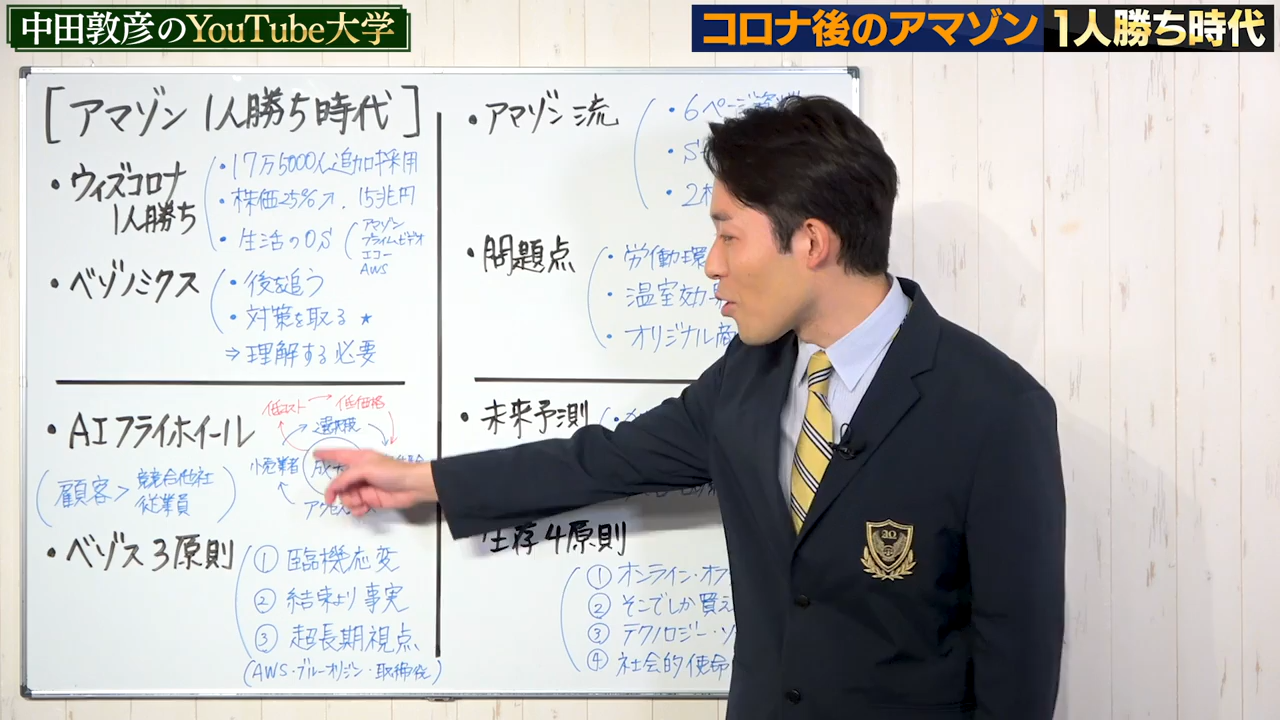 中田敦彦のYouTube大学
コロナ後のアマゾン 1人勝ち時代
[アマゾン 1人勝ち時代]
・ウィズコロナ
1人勝ち
・17万5000人追加採用
・株価25%↗. 15兆円
・生活のOS
アマゾン
プライムビデオ
エコー
AWS
・ベゾノミクス
・後を追う
・対策を取る ★
⇒理解する必要
・AIフライホイール
顧客 > 競合他社
従業員
低コスト → 低価格
選択肢
小売業者
・ベゾス3原則
① 臨機応変
② 結束より事実
③ 超長期視点
(AWS・ブルーオリジン・取締役)
・アマゾン流
・6ページ
・
・2
・問題点
・労働環
・温室効
・オリジナル商
・未来予測
生存4原則
① オンライン・オフ
② そこでしか買え
③ テクノロジー・ソ
④ 社会的使命